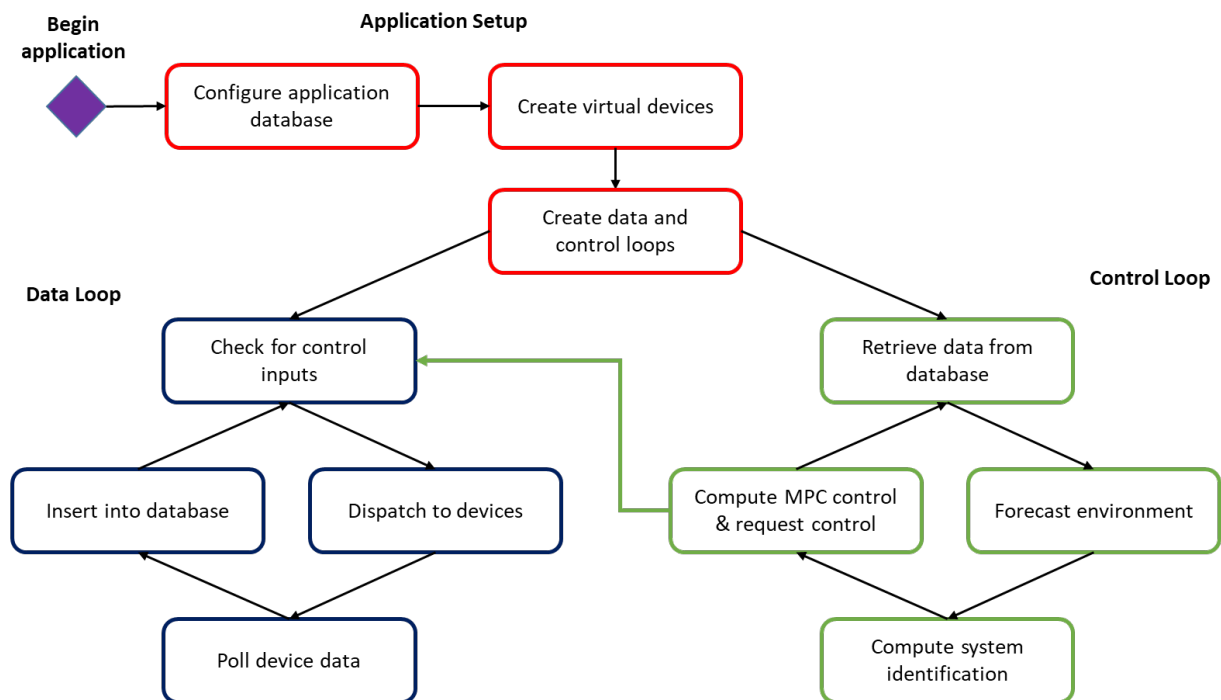 Begin
application
Application Setup
Configure application
database
Create virtual devices
Create data and
control loops
Data Loop
Control Loop
Check for control
inputs
Retrieve data from
database
Insert into database
Dispatch to devices
Compute MPC control
& request control
Forecast environment
Poll device data
Compute system
identification